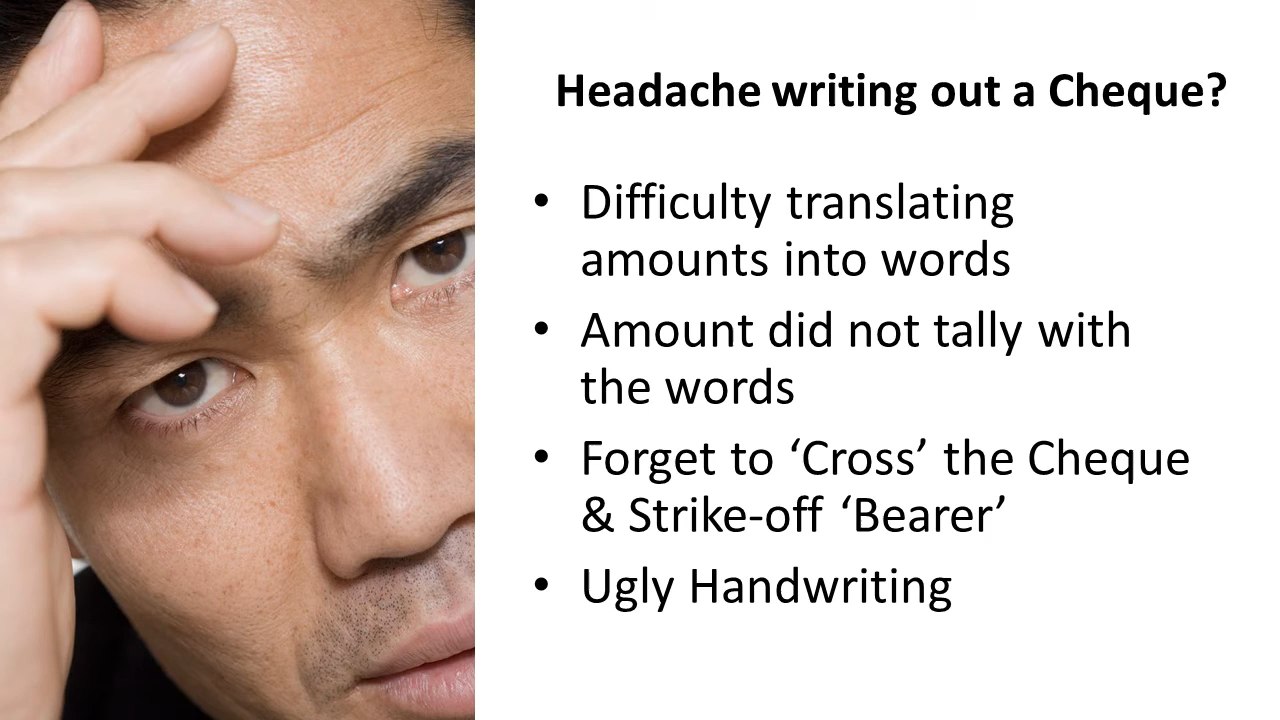 Headache writing out a Cheque?
• Difficulty translating
amounts into words
• Amount did not tally with
the words
• Forget to ‘Cross’ the Cheque
& Strike-off ‘Bearer’
• Ugly Handwriting